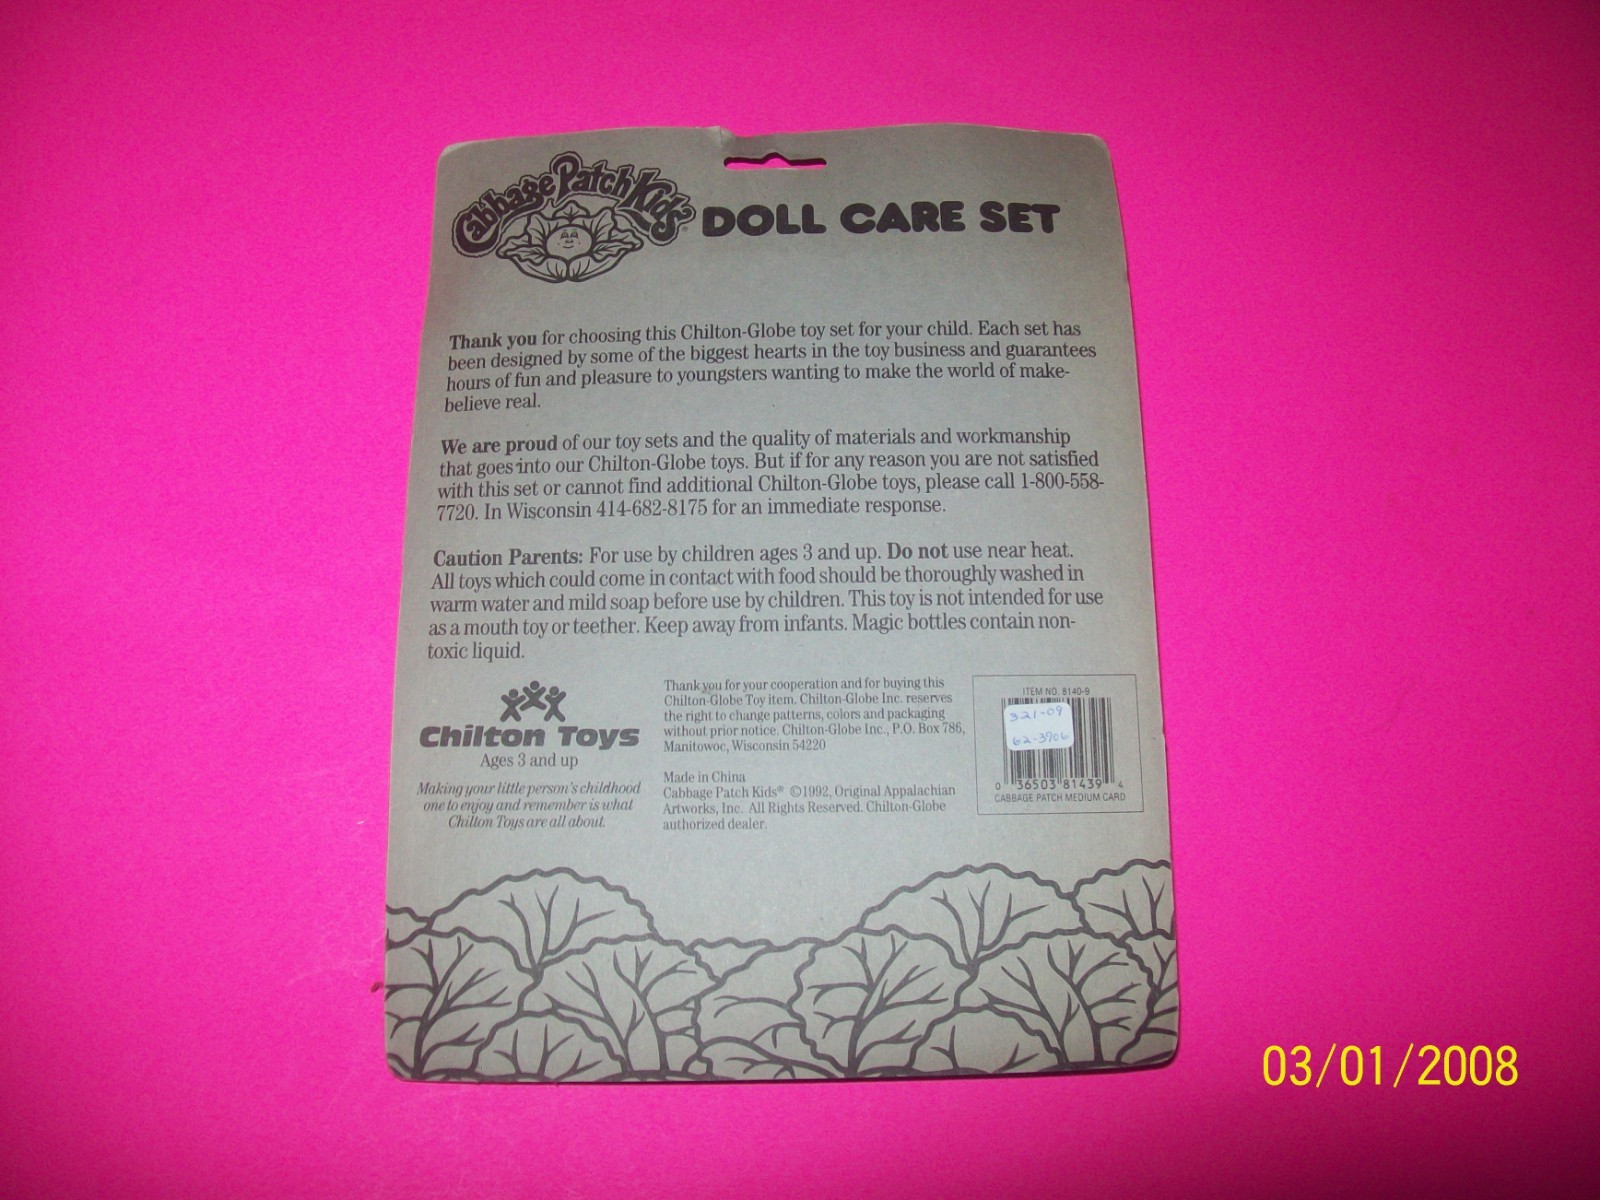 Cabbage Patch Kids®
DOLL CARE SET
Thank you for choosing this Chilton-Globe toy set for your child. Each set has
been designed by some of the biggest hearts in the toy business and guarantees
hours of fun and pleasure to youngsters wanting to make the world of make-
believe real.
We are proud of our toy sets and the quality of materials and workmanship
that goes into our Chilton-Globe toys. But if for any reason you are not satisfied
with this set or cannot find additional Chilton-Globe toys, please call 1-800-558-
7720. In Wisconsin 414-682-8175 for an immediate response.
Caution Parents: For use by children ages 3 and up. Do not use near heat.
All toys which could come in contact with food should be thoroughly washed in
warm water and mild soap before use by children. This toy is not intended for use
as a mouth toy or teether. Keep away from infants. Magic bottles contain non-
toxic liquid.
Chilton Toys
Ages 3 and up
Making your little person's childhood
one to enjoy and remember is what
Chilton Toys are all about.
Thank you for your cooperation and for buying this
Chilton-Globe Toy item. Chilton-Globe Inc. reserves
the right to change patterns, colors and packaging
without prior notice. Chilton-Globe Inc., P.O. Box 786,
Manitowoc, Wisconsin 54220
Made in China
Cabbage Patch Kids® ©1992, Original Appalachian
Artworks, Inc. All Rights Reserved. Chilton-Globe
authorized dealer.
ITEM NO. 8140-9
321-09
62-3906
0 36503 81439 4
CABBAGE PATCH MEDIUM CARD
03/01/2008